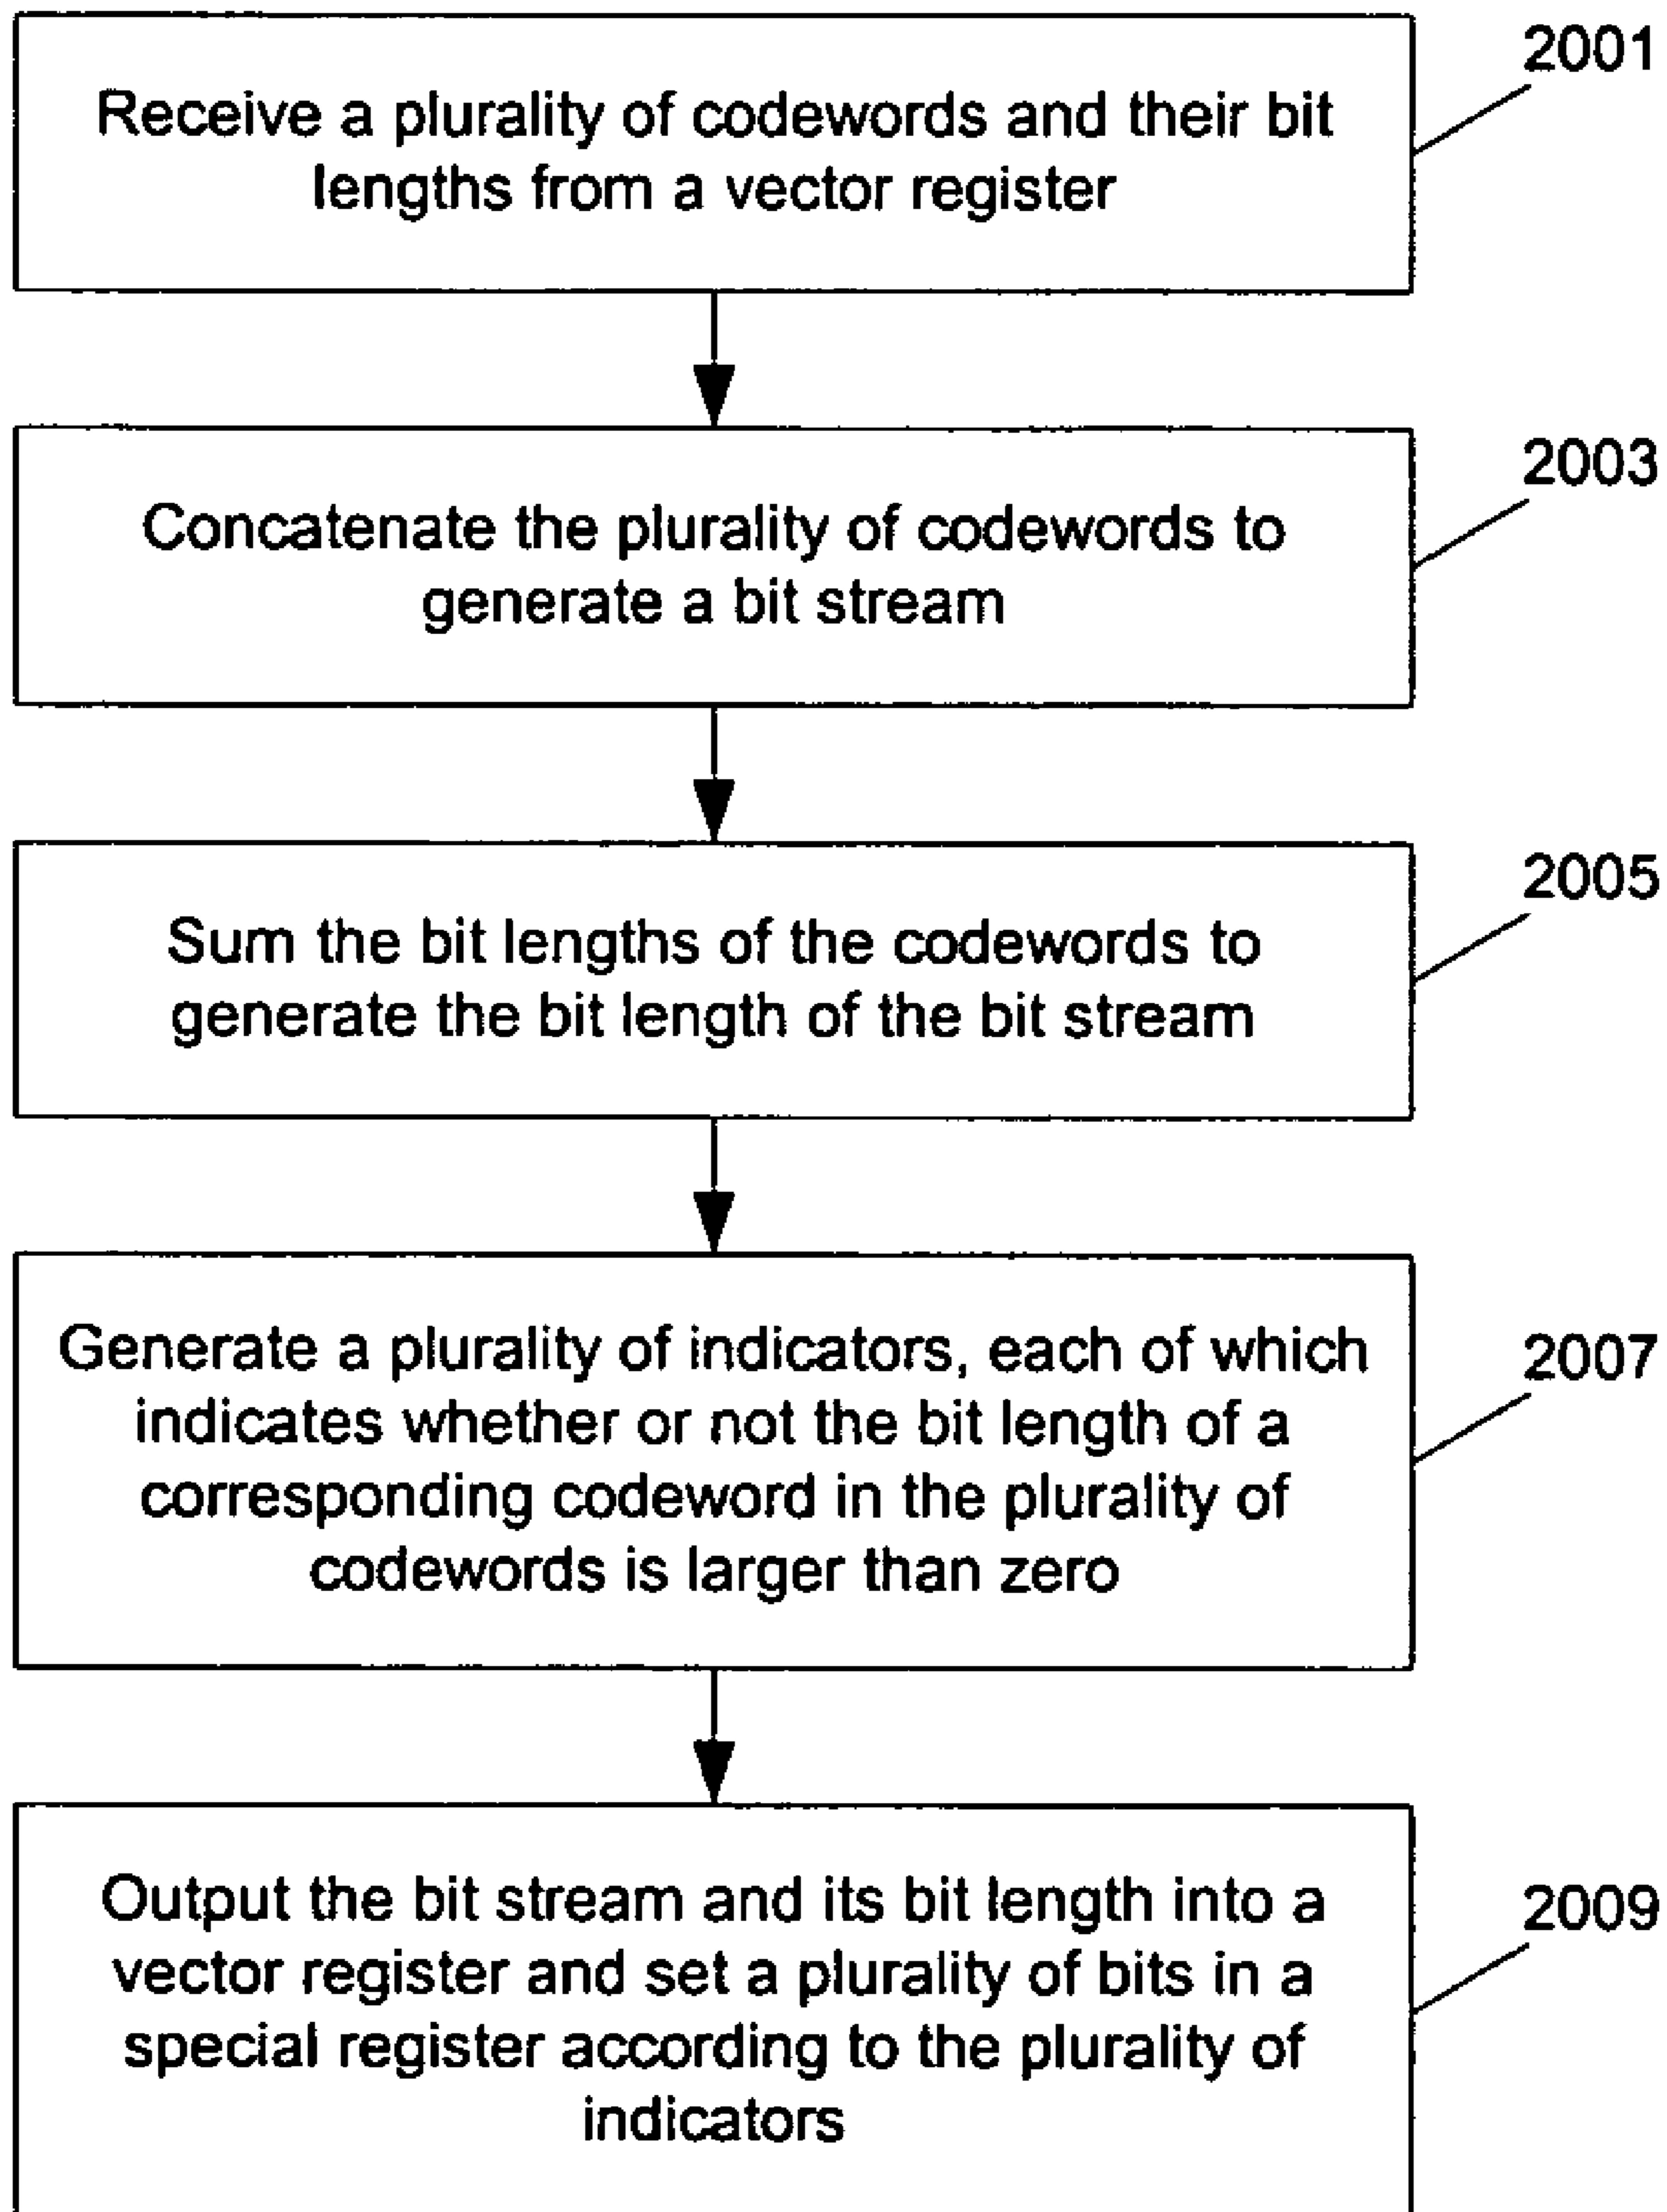 2001
Receive a plurality of codewords and their bit
lengths from a vector register
2003
Concatenate the plurality of codewords to
generate a bit stream
2005
Sum the bit lengths of the codewords to
generate the bit length of the bit stream
2007
Generate a plurality of indicators, each of which
indicates whether or not the bit length of a
corresponding codeword in the plurality of
codewords is larger than zero
2009
Output the bit stream and its bit length into a
vector register and set a plurality of bits in a
special register according to the plurality of
indicators